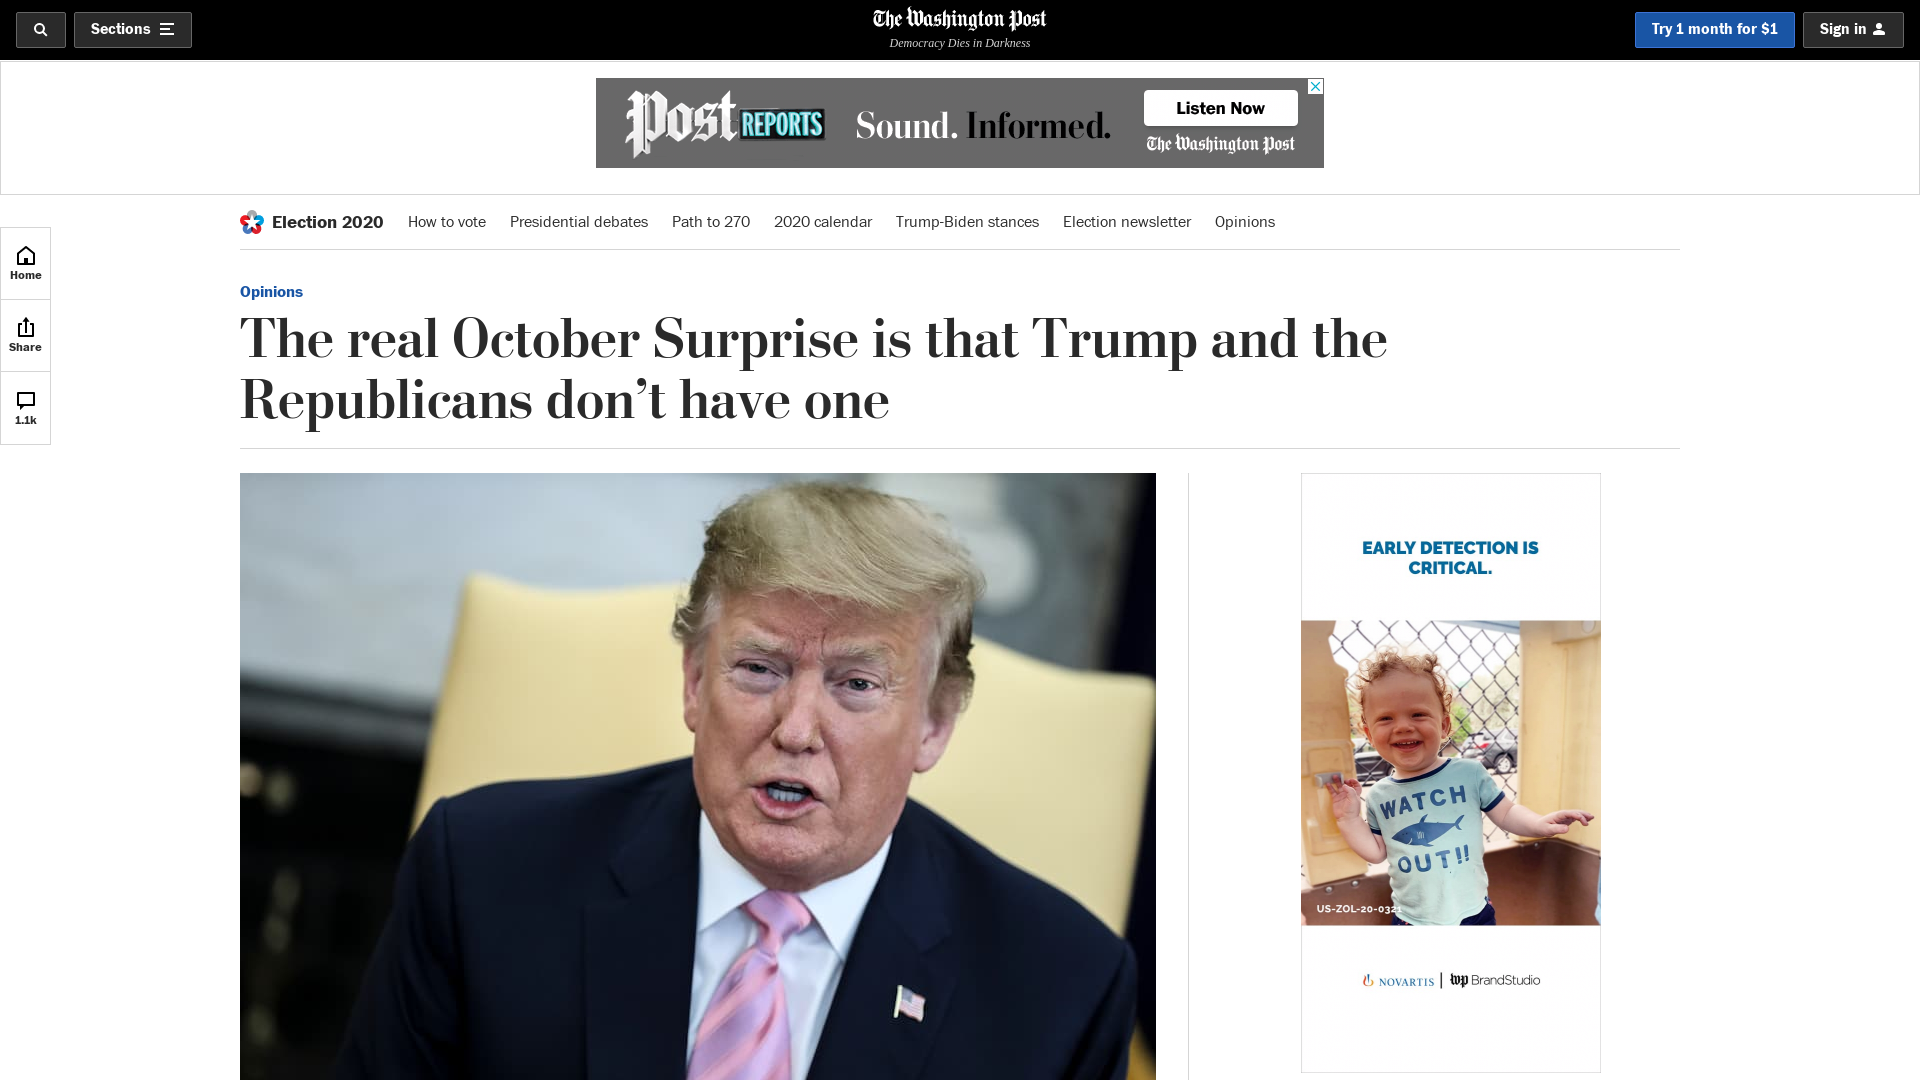 Sections
The Washington Post
Democracy Dies in Darkness
Try 1 month for $1
Sign in
Post REPORTS
Sound. Informed.
Listen Now
The Washington Post
Election 2020
How to vote
Presidential debates
Path to 270
2020 calendar
Trump-Biden stances
Election newsletter
Opinions
Home
Share
1.1k
Opinions
The real October Surprise is that Trump and the
Republicans don’t have one
EARLY DETECTION IS
CRITICAL.
WATCH
OUT!!
US-ZOL-20-0321
NOVARTIS | wp BrandStudio